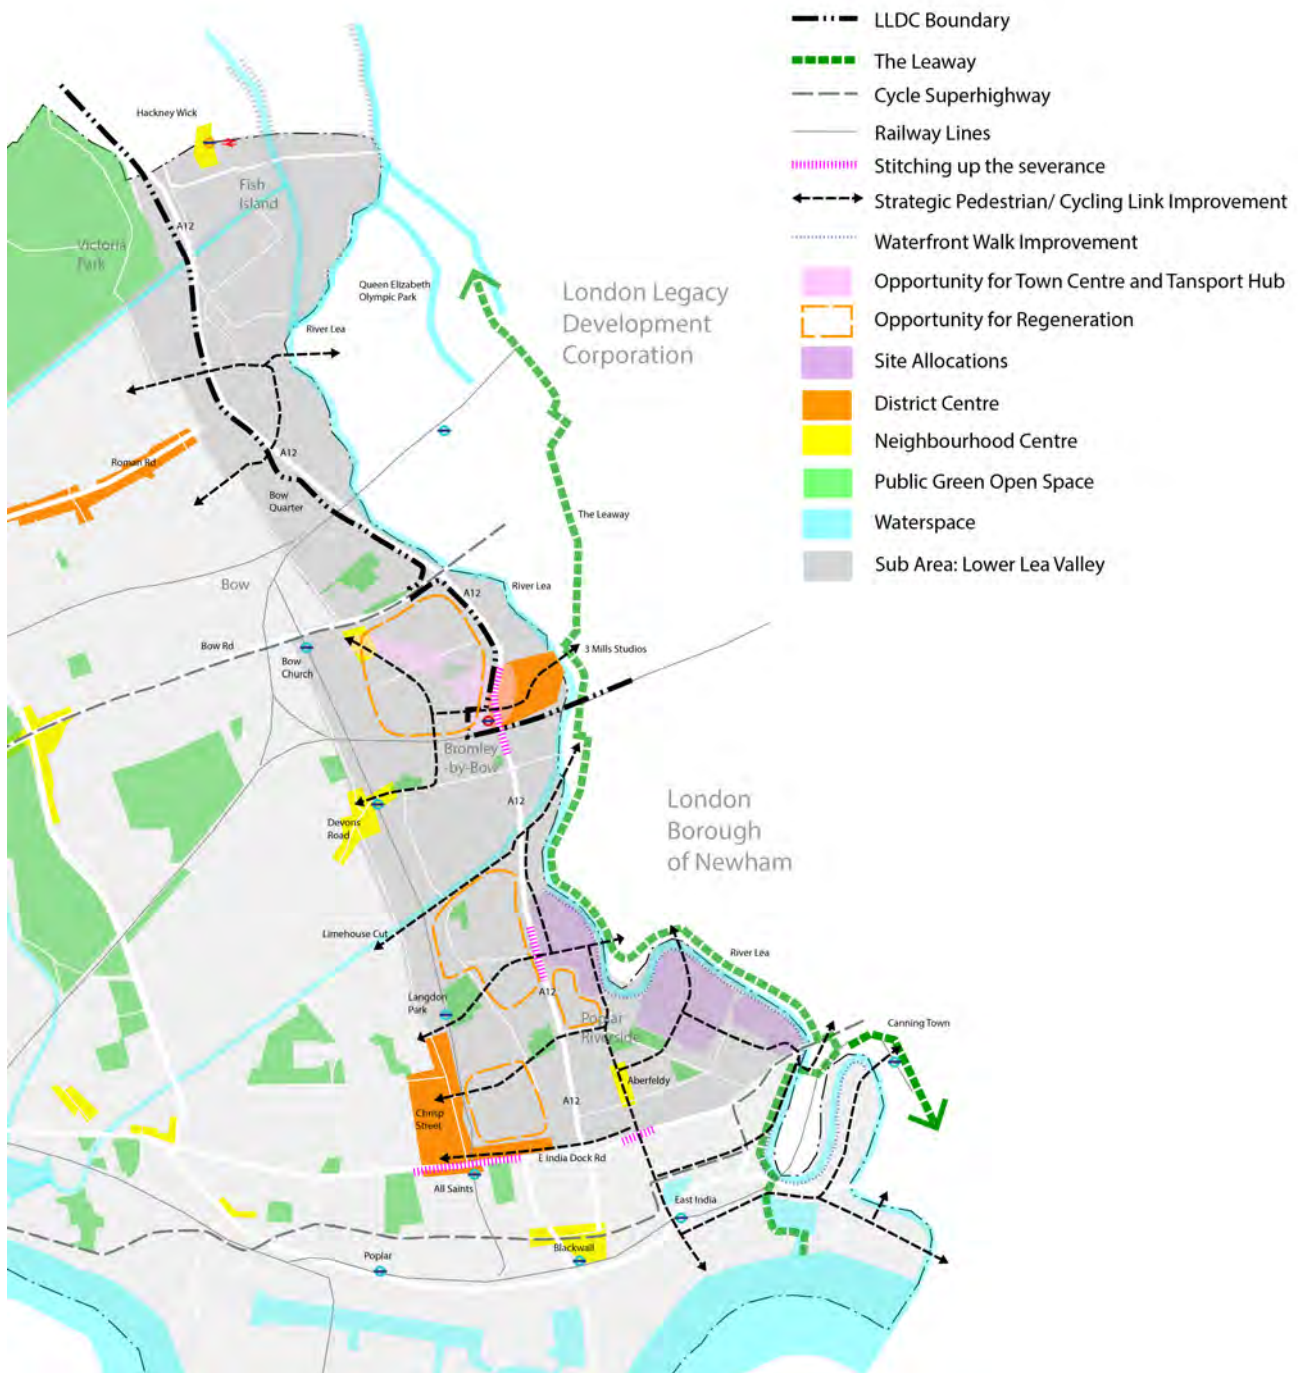 LLDC Boundary
The Leaway
Cycle Superhighway
Railway Lines
Stitching up the severance
Strategic Pedestrian/ Cycling Link Improvement
Waterfront Walk Improvement
Opportunity for Town Centre and Tansport Hub
Opportunity for Regeneration
Site Allocations
District Centre
Neighbourhood Centre
Public Green Open Space
Waterspace
Sub Area: Lower Lea Valley
Hackney Wick
Fish
Island
A12
Victoria
Park
Queen Elizabeth
Olympic Park
London Legacy
Development
Corporation
River Lea
Roman Rd
A12
Bow
Quarter
The Leaway
Bow
River Lea
A12
Bow Rd
Bow
Church
3 Mills Studios
Bromley
-by-Bow
A12
London
Borough
of Newham
Devons
Road
Limehouse Cut
River Lea
Langdon
Park
A12
Poplar
Riverside
Canning Town
Aberfeldy
A12
Chrisp
Street
E India Dock Rd
All Saints
East India
Blackwall
Poplar